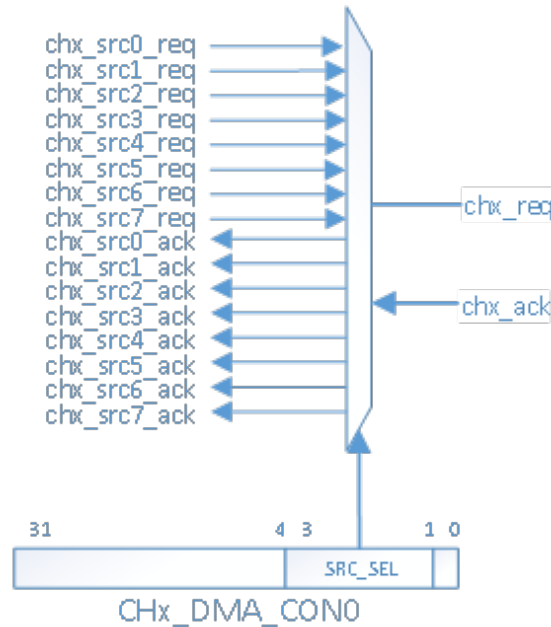 chx_src0_req
chx_src1_req
chx_src2_req
chx_src3_req
chx_src4_req
chx_src5_req
chx_src6_req
chx_src7_req
chx_src0_ack
chx_src1_ack
chx_src2_ack
chx_src3_ack
chx_src4_ack
chx_src5_ack
chx_src6_ack
chx_src7_ack
chx_req
chx_ack
31 4 3 1 0
SRC_SEL
CHx_DMA_CON0